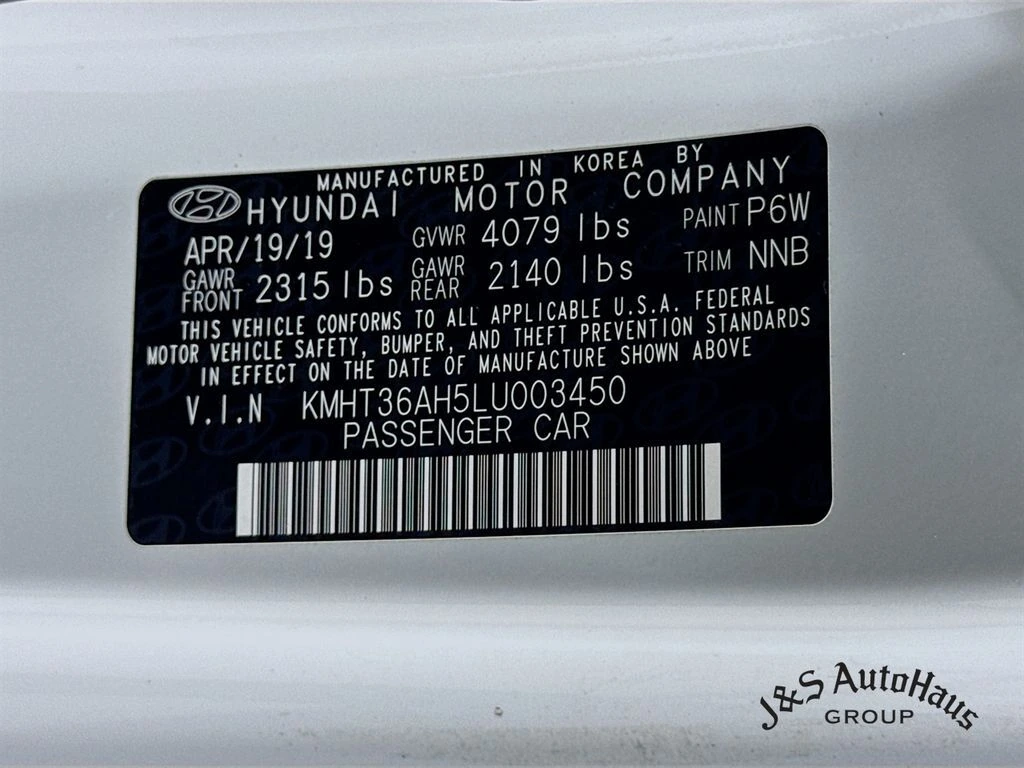 MANUFACTURED IN KOREA BY
HYUNDAI MOTOR COMPANY
APR/19/19 GVWR 4079 lbs PAINT P6W
GAWR FRONT 2315 lbs GAWR REAR 2140 lbs TRIM NNB
THIS VEHICLE CONFORMS TO ALL APPLICABLE U.S.A. FEDERAL
MOTOR VEHICLE SAFETY, BUMPER, AND THEFT PREVENTION STANDARDS
IN EFFECT ON THE DATE OF MANUFACTURE SHOWN ABOVE
V.I.N KMHT36AH5LU003450
PASSENGER CAR
J&S AutoHaus
GROUP